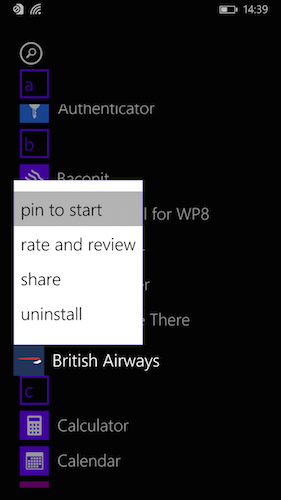 14:39
a
Authenticator
b
Baconit
pin to start
l for WP8
rate and review
r
er
share
e There
uninstall
British Airways
c
Calculator
Calendar